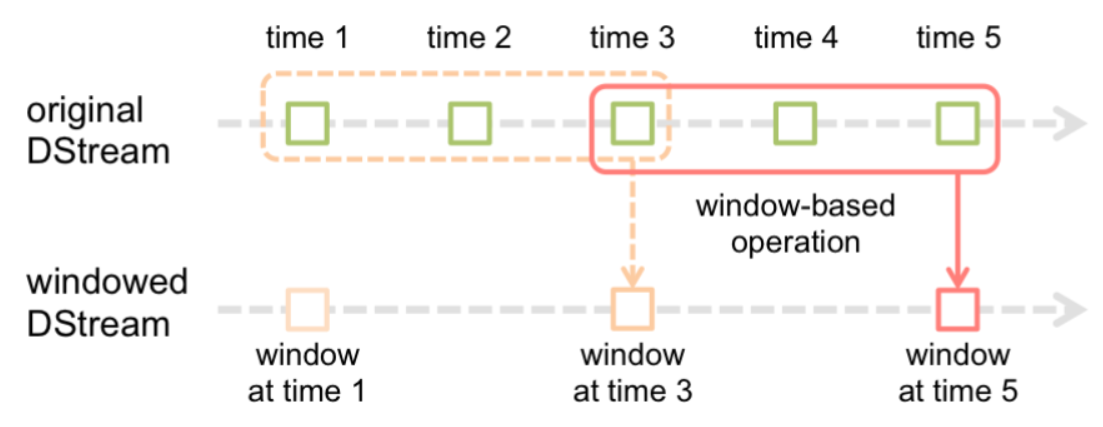 time 1
time 2
time 3
time 4
time 5
original
DStream
window-based
operation
windowed
DStream
window
at time 1
window
at time 3
window
at time 5